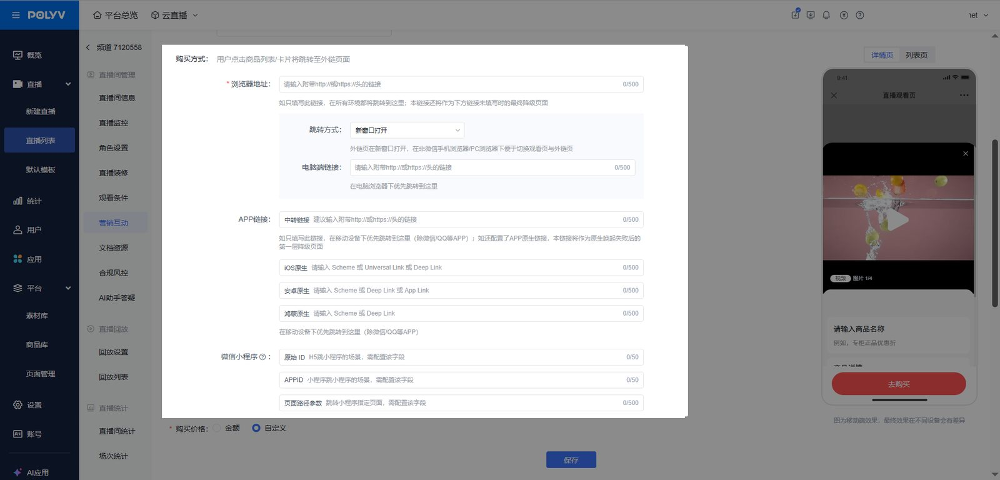 POLYV
平台总览
云直播
net
概览
直播
新建直播
直播列表
默认模板
统计
用户
应用
平台
素材库
商品库
页面管理
设置
账号
AI应用
频道 7120558
直播间管理
直播间信息
直播监控
角色设置
直播装修
观看条件
营销互动
文档资源
合规风控
AI助手答疑
直播回放
回放设置
回放列表
直播统计
直播间统计
场次统计
购买方式: 用户点击商品列表/卡片将跳转至外链页面
* 浏览器地址: 请输入附带http://或https://头的链接 0/500
如只填写此链接，在所有环境都将跳转到这里；本链接还将作为下方链接未填写时的最终降级页面
跳转方式: 新窗口打开
外链页在新窗口打开，在非微信手机浏览器/PC浏览器下便于切换观看页与外链页
电脑端链接: 请输入附带http://或https://头的链接 0/500
在电脑浏览器下优先跳转到这里
APP链接: 中转链接 建议输入附带http://或https://头的链接 0/500
如只填写此链接，在移动设备下优先跳转到这里（除微信/QQ等APP）；如还配置了APP原生链接，本链接将作为原生唤起失败后的
第一层降级页面
iOS原生 请输入 Scheme 或 Universal Link 或 Deep Link 0/500
安卓原生 请输入 Scheme 或 Deep Link 或 App Link 0/500
鸿蒙原生 请输入 Scheme 或 Deep Link 0/500
在移动设备下优先跳转到这里（除微信/QQ等APP）
微信小程序 : 原始 ID H5跳小程序的场景，需配置该字段 0/50
APPID 小程序跳小程序的场景，需配置该字段 0/50
页面路径参数 跳转小程序指定页面，需配置该字段 0/500
* 购买价格: 金额 自定义
保存
详情页 列表页
9:41
直播观看页
视频 图片 1/4
请输入商品名称
例如，专柜正品优惠折
商品详情
去购买
图为移动端效果，最终效果在不同设备会有差异